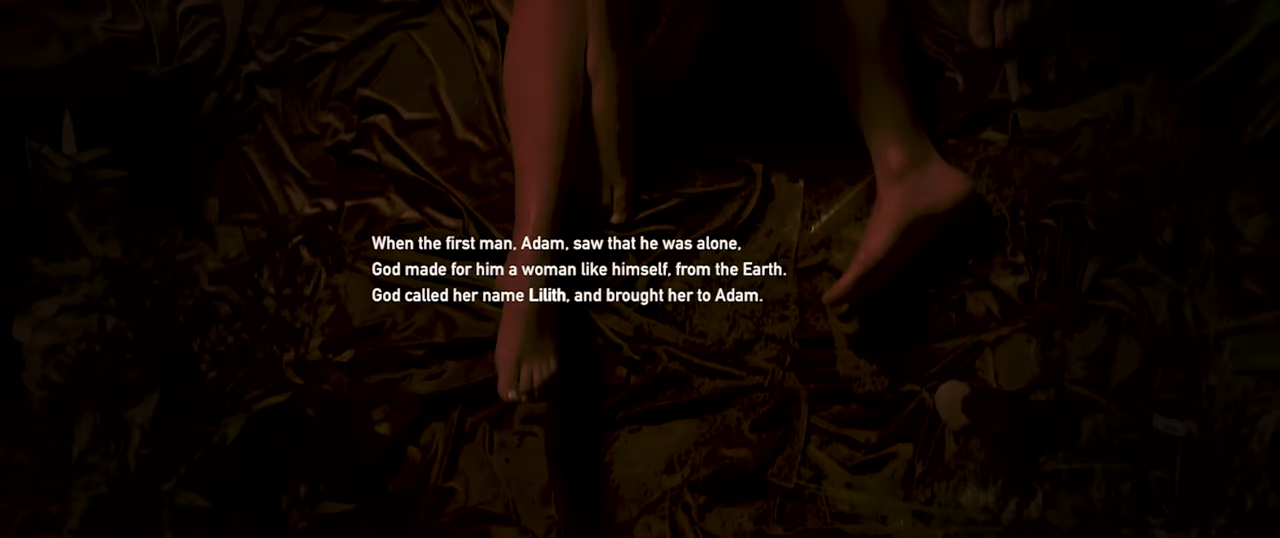 When the first man, Adam, saw that he was alone,
God made for him a woman like himself, from the Earth.
God called her name Lilith, and brought her to Adam.